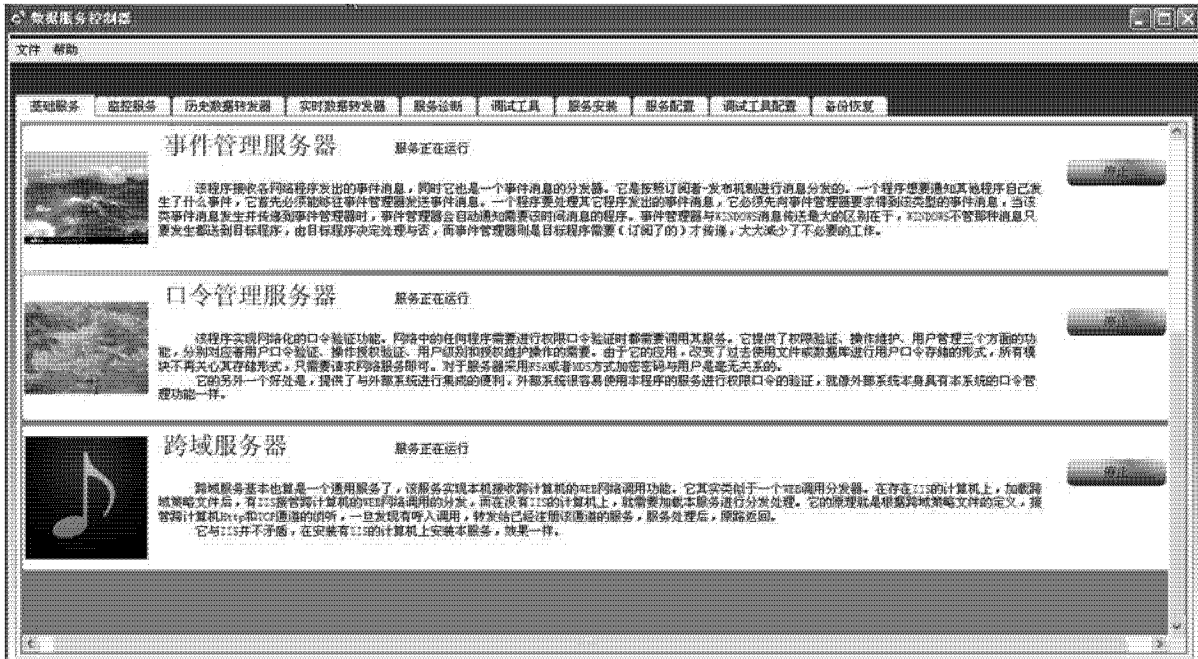 数据服务控制器
文件 帮助
基础服务 监控服务 历史数据转发器 实时数据转发器 服务诊断 调试工具 服务安装 服务配置 调试工具配置 备份恢复
事件管理服务器 服务正在运行
停止
该程序接收各网络程序发出的事件消息,同时它也是一个事件消息的分发器。它是按照订阅者-发布机制进行消息分发的。一个程序想要通知其他程序自己发
生了什么事件,它首先必须能够往事件管理器发送事件消息。一个程序要处理其它程序发出的事件消息,它必须先向事件管理器要求得到该类型的事件消息,当该
类事件消息发生并传递到事件管理器时,事件管理器会自动通知需要该时间消息的程序。事件管理器与WINDOWS消息传送最大的区别在于,WINDOWS不管那种消息只
要发生都送到目标程序,由目标程序决定处理与否,而事件管理器则是目标程序需要(订阅了的)才传递,大大减少了不必要的工作。
口令管理服务器 服务正在运行
停止
该程序实现网络化的口令验证功能。网络中的任何程序需要进行权限口令验证时都需要调用其服务。它提供了权限验证、操作维护、用户管理三个方面的功
能,分别对应着用户口令验证、操作授权验证、用户级别和授权维护操作的需要。由于它的应用,改变了过去使用文件或数据库进行用户口令存储的形式,所有模
块不再关心其存储形式,只需要请求网络服务即可。对于服务器采用RSA或者MD5方式加密密码与用户是毫无关系的。
它的另外一个好处是,提供了与外部系统进行集成的便利,外部系统很容易使用本程序的服务进行权限口令的验证,就像外部系统本身具有本系统的口令管
理功能一样。
跨域服务器 服务正在运行
停止
跨域服务基本也算是一个通用服务了,该服务实现本机接收跨计算机的WEB网络调用功能。它其实类似于一个WEB调用分发器。在存在IIS的计算机上,加载跨
域策略文件后,有IIS接管跨计算机的WEB网络调用的分发,而在没有IIS的计算机上,就需要加载本服务进行分发处理。它的原理就是根据跨域策略文件的定义,接
管跨计算机Http和TCP通道的侦听,一旦发现有呼入调用,转发给已经注册该通道的服务,服务处理后,原路返回。
它与IIS并不矛盾,在安装有IIS的计算机上安装本服务,效果一样。